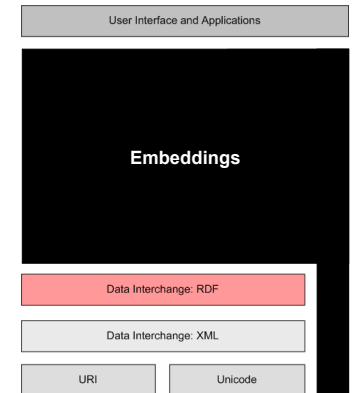 User Interface and Applications
Embeddings
Data Interchange: RDF
Data Interchange: XML
URI
Unicode